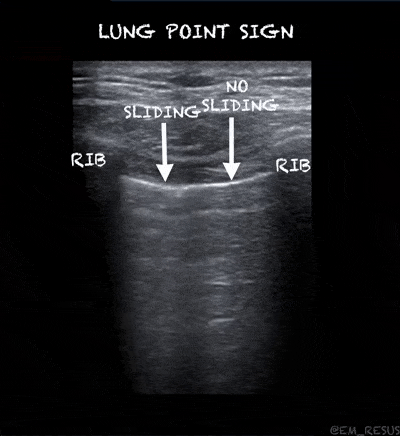 LUNG POINT SIGN
NO
SLIDING SLIDING
RIB RIB
@EM_RESUS